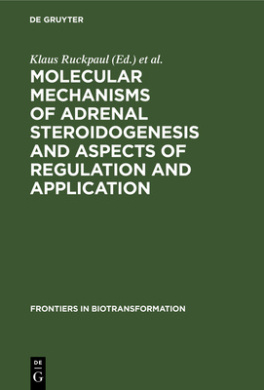 DE GRUYTER
Klaus Ruckpaul (Ed.) et al.
MOLECULAR
MECHANISMS
OF ADRENAL
STEROIDOGENESIS
AND ASPECTS OF
REGULATION AND
APPLICATION
FRONTIERS IN BIOTRANSFORMATION
DE
G